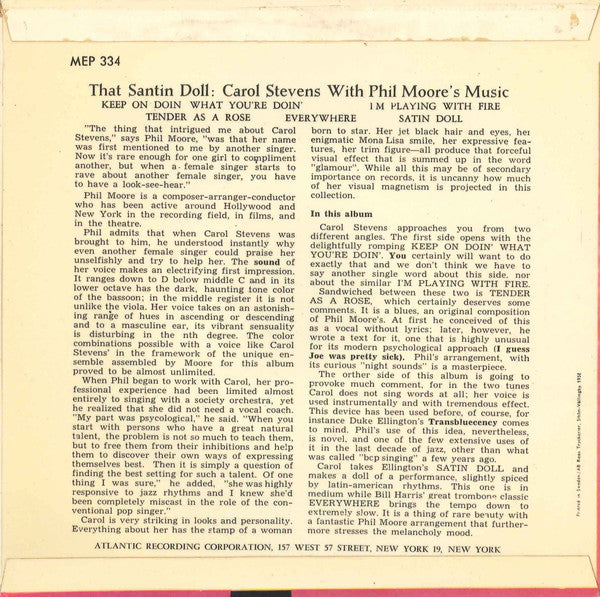 MEP 334
That Santin Doll: Carol Stevens With Phil Moore's Music
KEEP ON DOIN WHAT YOU'RE DOIN' I M PLAYING WITH FIRE
TENDER AS A ROSE EVERYWHERE SATIN DOLL
"The thing that intrigued me about Carol
Stevens," says Phil Moore, "was that her name
was first mentioned to me by another singer.
Now it's rare enough for one girl to compliment
another, but when a female singer starts to
rave about another female singer, you have
to have a look-see-hear."
Phil Moore is a composer-arranger-conductor
who has been active around Hollywood and
New York in the recording field, in films, and
in the theatre.
Phil admits that when Carol Stevens was
brought to him, he understood instantly why
even another female singer could praise her
unselfishly and try to help her. The sound of
her voice makes an electrifying first impression.
It ranges down to D below middle C and in its
lower octave has the dark, haunting tone color
of the bassoon; in the middle register it is not
unlike the viola. Her voice takes on an astonish-
ing range of hues in ascending or descending
and to a masculine ear, its vibrant sensuality
is disturbing in the nth degree. The color
combinations possible with a voice like Carol
Stevens' in the framework of the unique en-
semble assembled by Moore for this album
proved to be almost unlimited.
When Phil began to work with Carol, her pro-
fessional experience had been limited almost
entirely to singing with a society orchestra, yet
he realized that she did not need a vocal coach.
"My part was psychological," he said. "When you
start with persons who have a great natural
talent, the problem is not so much to teach them,
but to free them from their inhibitions and help
them to discover their own ways of expressing
themselves best. Then it is simply a question of
finding the best setting for such a talent. Of one
thing I was sure," he added, "she was highly
responsive to jazz rhythms and I knew she'd
been completely miscast in the role of the con-
ventional pop singer."
Carol is very striking in looks and personality.
Everything about her has the stamp of a woman
born to star. Her jet black hair and eyes, her
enigmatic Mona Lisa smile, her expressive fea-
tures, her trim figure—all produce that forceful
visual effect that is summed up in the word
"glamour". While all this may be of secondary
importance on records, it is uncanny how much
of her visual magnetism is projected in this
collection.
In this album
Carol Stevens approaches you from two
different angles. The first side opens with the
delightfully romping KEEP ON DOIN' WHAT
YOU'RE DOIN'. You certainly will want to do
exactly that and we don't think we have to
say another single word about this side, nor
about the similar I'M PLAYING WITH FIRE.
Sandwiched between these two is TENDER
AS A ROSE, which certainly deserves some
comments. It is a blues, an original composition
of Phil Moore's. At first he conceived of this
as a vocal without lyrics; later, however, he
wrote a text for it, one that is highly unusual
for its modern psychological approach (I guess
Joe was pretty sick). Phil's arrangement, with
its curious "night sounds" is a masterpiece.
The orther side of this album is going to
provoke much comment, for in the two tunes
Carol does not sing words at all; her voice is
used instrumentally and with tremendous effect.
This device has been used before, of course, for
instance Duke Ellington's Transbluecency comes
to mind. Phil's use of this idea, nevertheless,
is novel, and one of the few extensive uses of
it in the last decade of jazz, other than what
was called "bcp singing" a few years ago.
Carol takes Ellington's SATIN DOLL and
makes a doll of a performance, slightly spiced
by latin-american rhythms. This one is in
medium while Bill Harris' great trombone classic
EVERYWHERE brings the tempo down to
extremely slow. It is a thing of rare beauty with
a fantastic Phil Moore arrangement that further-
more stresses the melancholy mood.
ATLANTIC RECORDING CORPORATION, 157 WEST 57 STREET, NEW YORK 19, NEW YORK
Printed in Sweden/AB